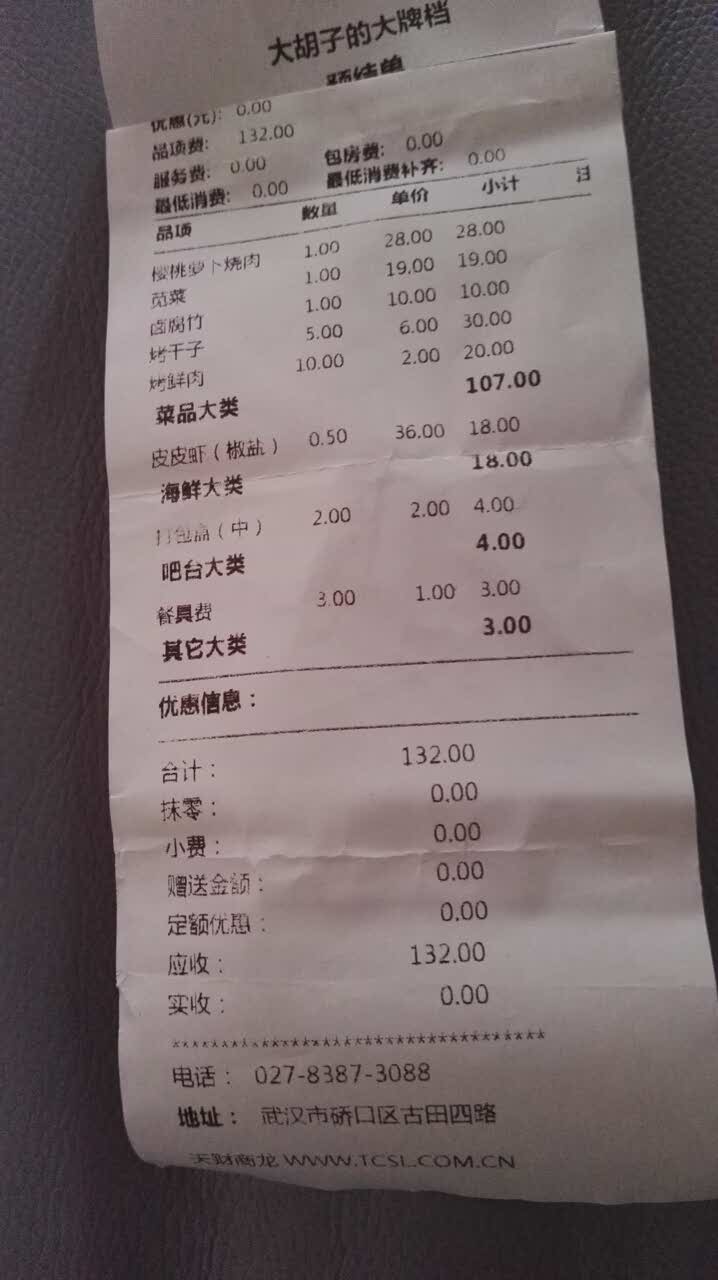 大胡子的大牌档
预结单
优惠(元): 0.00
品项费: 132.00
服务费: 0.00 包房费: 0.00
最低消费: 0.00 最低消费补齐: 0.00
品项 数量 单价 小计 注
樱桃萝卜烧肉 1.00 28.00 28.00
苋菜 1.00 19.00 19.00
卤腐竹 1.00 10.00 10.00
烤干子 5.00 6.00 30.00
烤鲜肉 10.00 2.00 20.00
菜品大类 107.00
皮皮虾（椒盐） 0.50 36.00 18.00
海鲜大类 18.00
打包盒（中） 2.00 2.00 4.00
吧台大类 4.00
餐具费 3.00 1.00 3.00
其它大类 3.00
优惠信息：
合计： 132.00
抹零： 0.00
小费： 0.00
赠送金额： 0.00
定额优惠： 0.00
应收： 132.00
实收： 0.00
***********************************
电话： 027-8387-3088
地址： 武汉市硚口区古田四路
天财商龙 WWW.TCSL.COM.CN